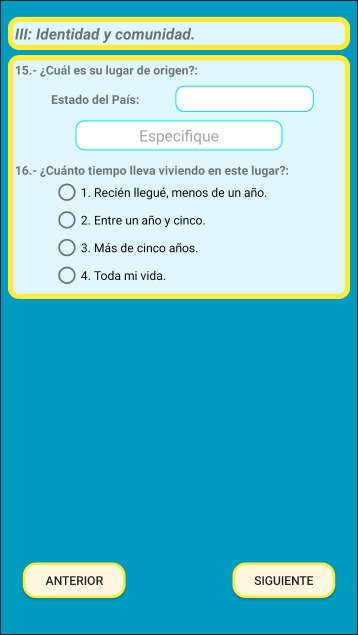 III: Identidad y comunidad.
15.- ¿Cuál es su lugar de origen?:
Estado del País:
Especifique
16.- ¿Cuánto tiempo lleva viviendo en este lugar?:
1. Recién llegué, menos de un año.
2. Entre un año y cinco.
3. Más de cinco años.
4. Toda mi vida.
ANTERIOR
SIGUIENTE